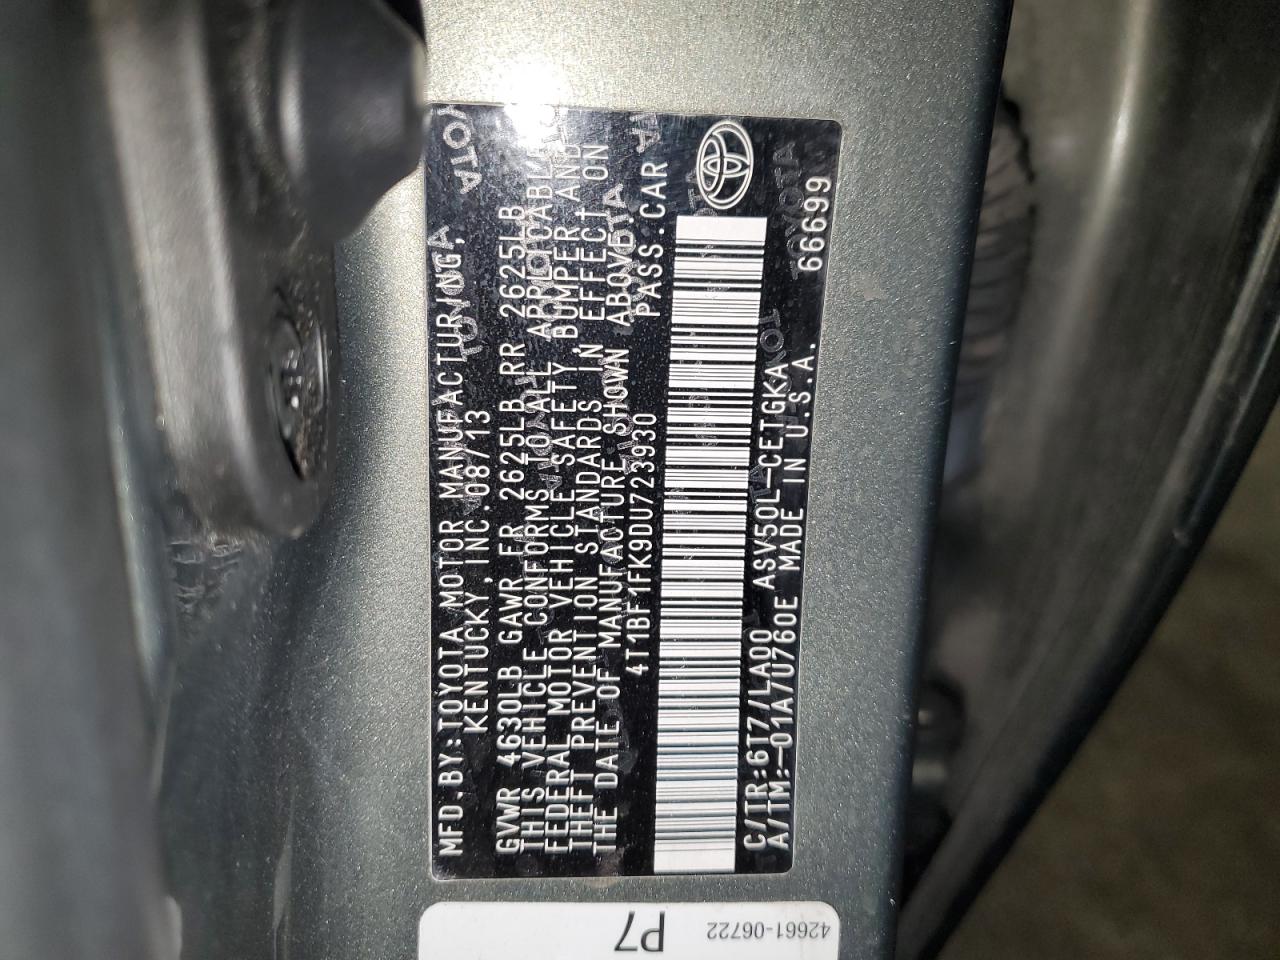 MFD.BY:TOYOTA MOTOR MANUFACTURING,
KENTUCKY,INC.08/13
GVWR 4630LB GAWR FR 2625LB RR 2625LB
THIS VEHICLE CONFORMS TO ALL APPLICABLE
FEDERAL MOTOR VEHICLE SAFETY, BUMPER AND
THEFT PREVENTION STANDARDS IN EFFECT ON
THE DATE OF MANUFACTURE SHOWN ABOVE.
4T1BF1FK9DU723930 PASS.CAR
C/TR:6T7/LA00 ASV50L-CETGKA
A/TM:-01A/U760E MADE IN U.S.A. 66699
P7
42661-06722